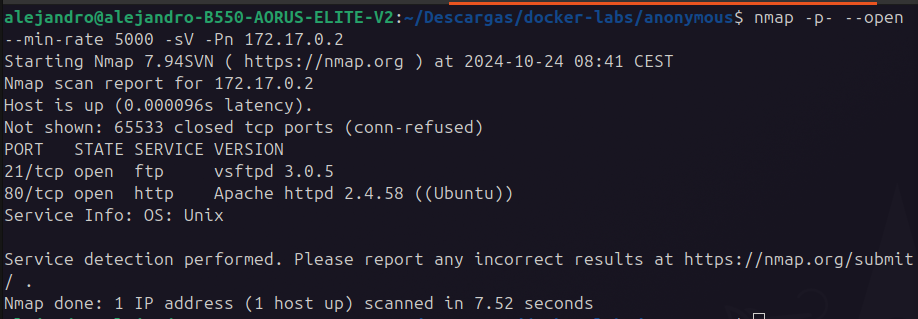 alejandro@alejandro-B550-AORUS-ELITE-V2:~/Descargas/docker-labs/anonymous$ nmap -p- --open
--min-rate 5000 -sV -Pn 172.17.0.2
Starting Nmap 7.94SVN ( https://nmap.org ) at 2024-10-24 08:41 CEST
Nmap scan report for 172.17.0.2
Host is up (0.000096s latency).
Not shown: 65533 closed tcp ports (conn-refused)
PORT   STATE SERVICE VERSION
21/tcp open  ftp     vsftpd 3.0.5
80/tcp open  http    Apache httpd 2.4.58 ((Ubuntu))
Service Info: OS: Unix

Service detection performed. Please report any incorrect results at https://nmap.org/submit
/ .
Nmap done: 1 IP address (1 host up) scanned in 7.52 seconds